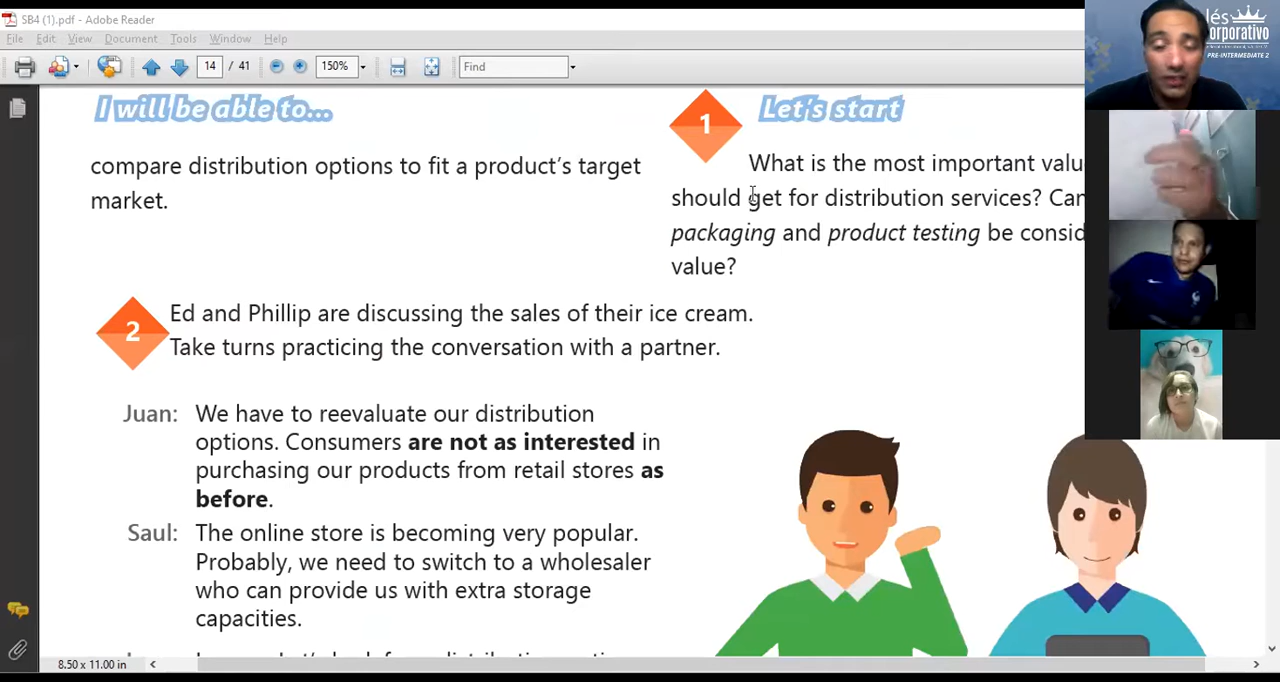 SB4 (1).pdf - Adobe Reader
File Edit View Document Tools Window Help
14 / 41 150% Find
lés
orporativo
PRE-INTERMEDIATE 2
I will be able to...
compare distribution options to fit a product's target
market.
1 Let's start
What is the most important valu
should get for distribution services? Can
packaging and product testing be consid
value?
2 Ed and Phillip are discussing the sales of their ice cream.
Take turns practicing the conversation with a partner.
Juan: We have to reevaluate our distribution
options. Consumers are not as interested in
purchasing our products from retail stores as
before.
Saul: The online store is becoming very popular.
Probably, we need to switch to a wholesaler
who can provide us with extra storage
capacities.
8.50 x 11.00 in